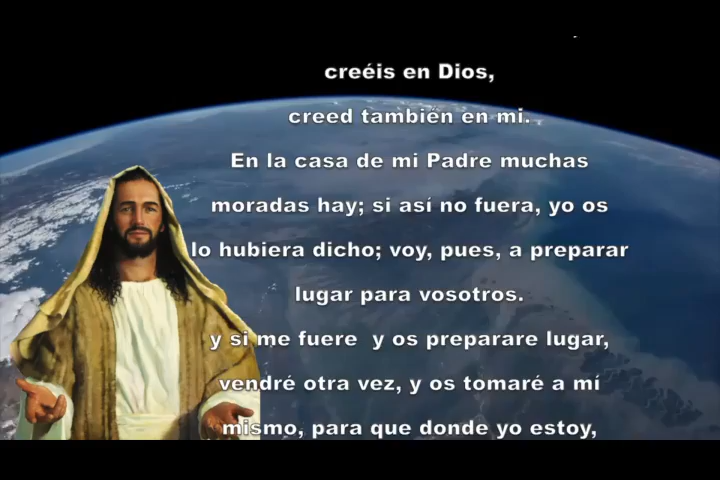 creéis en Dios,
creed también en mi.
En la casa de mi Padre muchas
moradas hay; si así no fuera, yo os
lo hubiera dicho; voy, pues, a preparar
lugar para vosotros.
y si me fuere y os preparare lugar,
vendré otra vez, y os tomaré a mí
mismo, para que donde yo estoy,